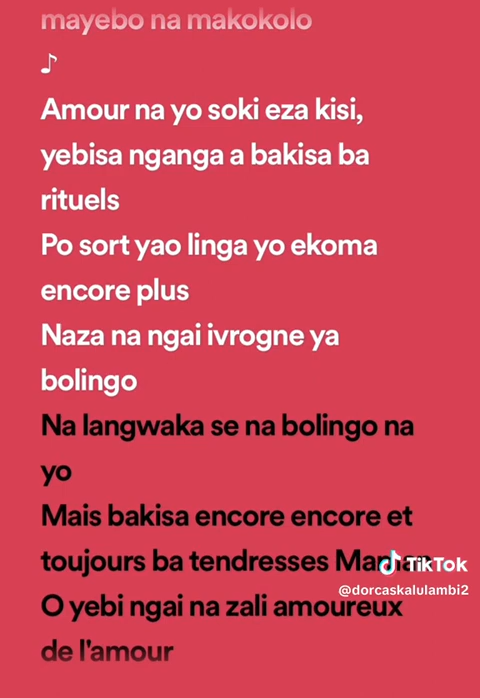 mayebo na makokolo
♪
Amour na yo soki eza kisi,
yebisa nganga a bakisa ba
rituels
Po sort yao linga yo ekoma
encore plus
Naza na ngai ivrogne ya
bolingo
Na langwaka se na bolingo na
yo
Mais bakisa encore encore et
toujours ba tendresses Maman
TikTok
@dorcaskalulambi2
O yebi ngai na zali amoureux
de l'amour